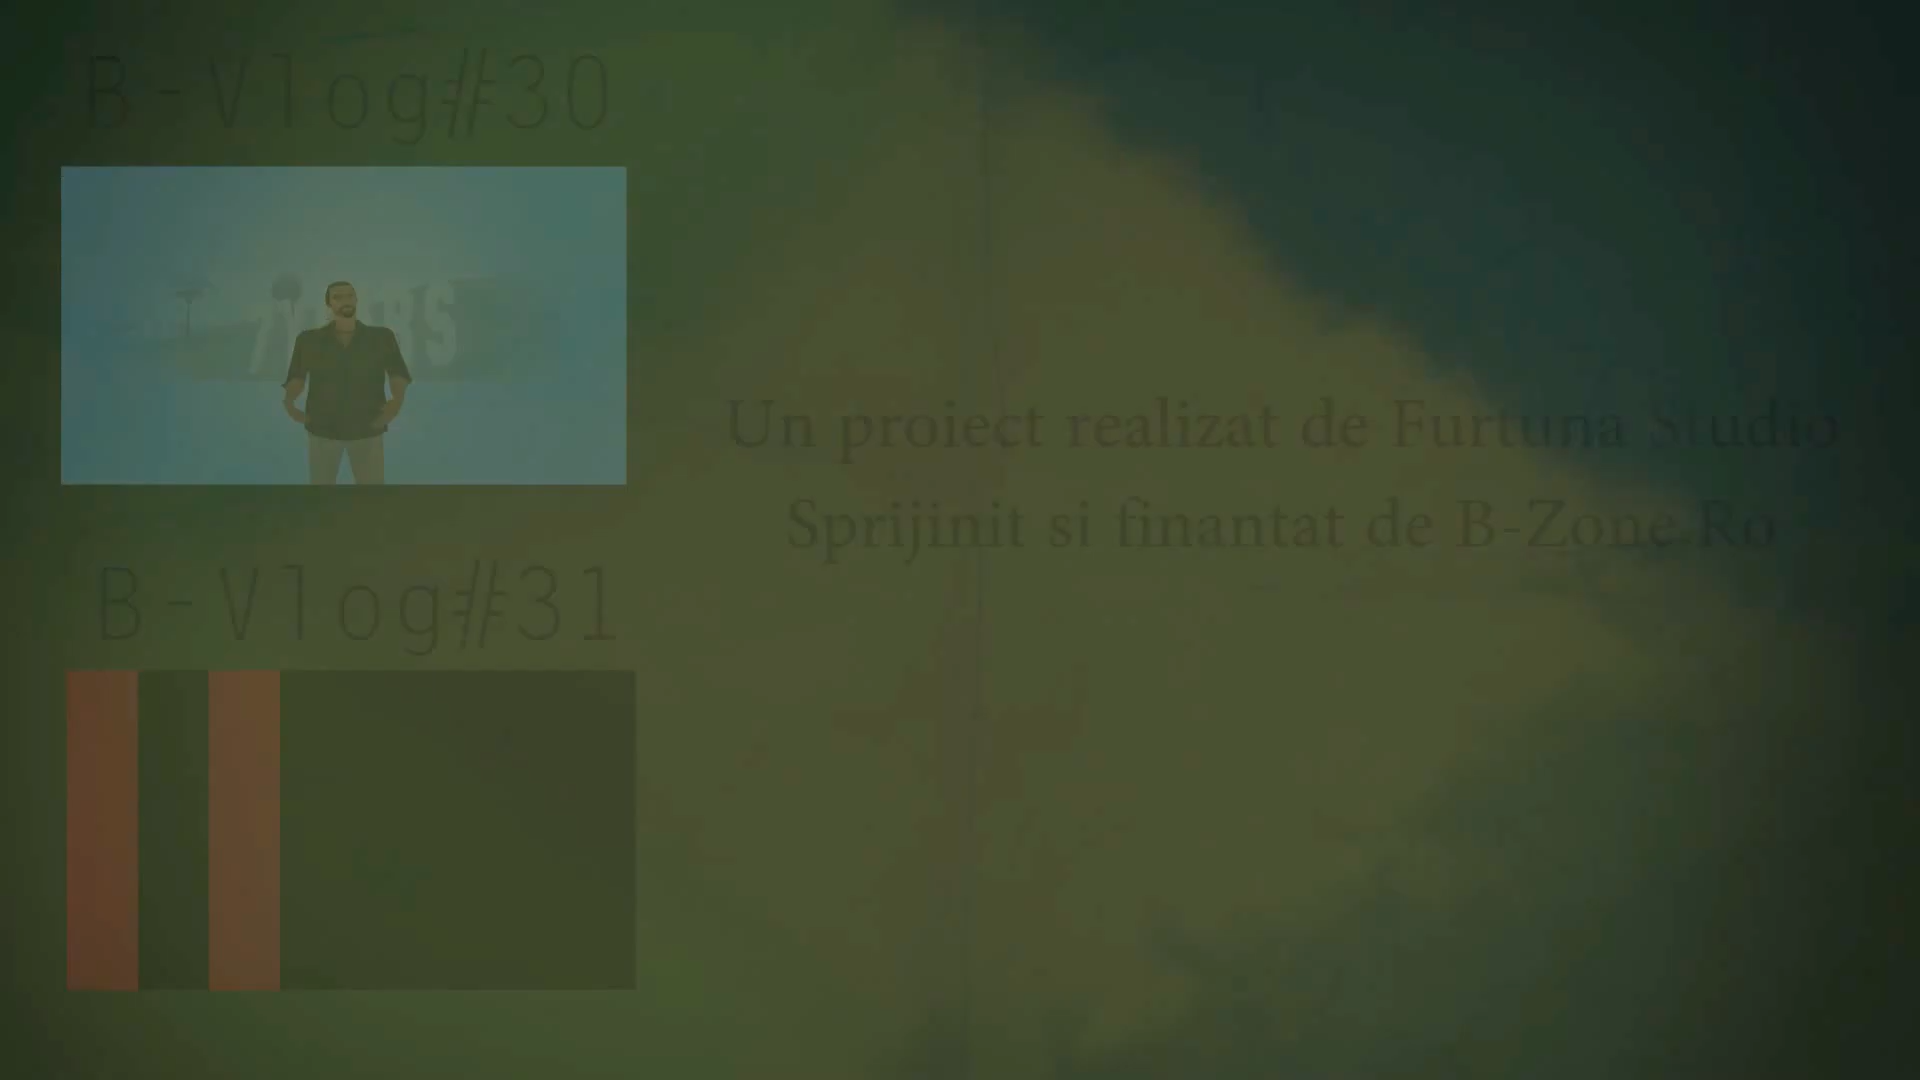 B-Vlog#30
Un proiect realizat de Furtuna Studio
Sprijinit si finantat de B-Zone Ro
B-Vlog#31